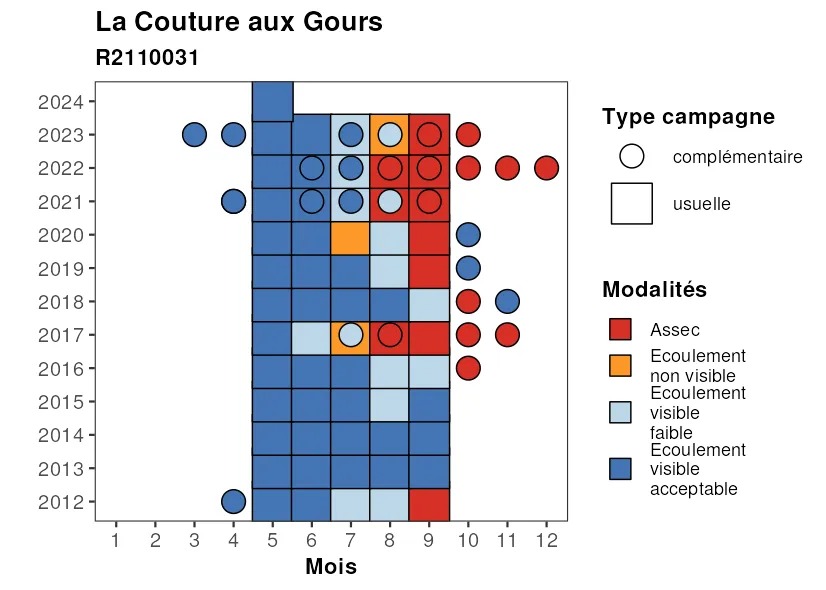 La Couture aux Gours
R2110031
2024
2023
2022
2021
2020
2019
2018
2017
2016
2015
2014
2013
2012
1 2 3 4 5 6 7 8 9 10 11 12
Mois
Type campagne
complémentaire
usuelle
Modalités
Assec
Ecoulement
non visible
Ecoulement
visible
faible
Ecoulement
visible
acceptable